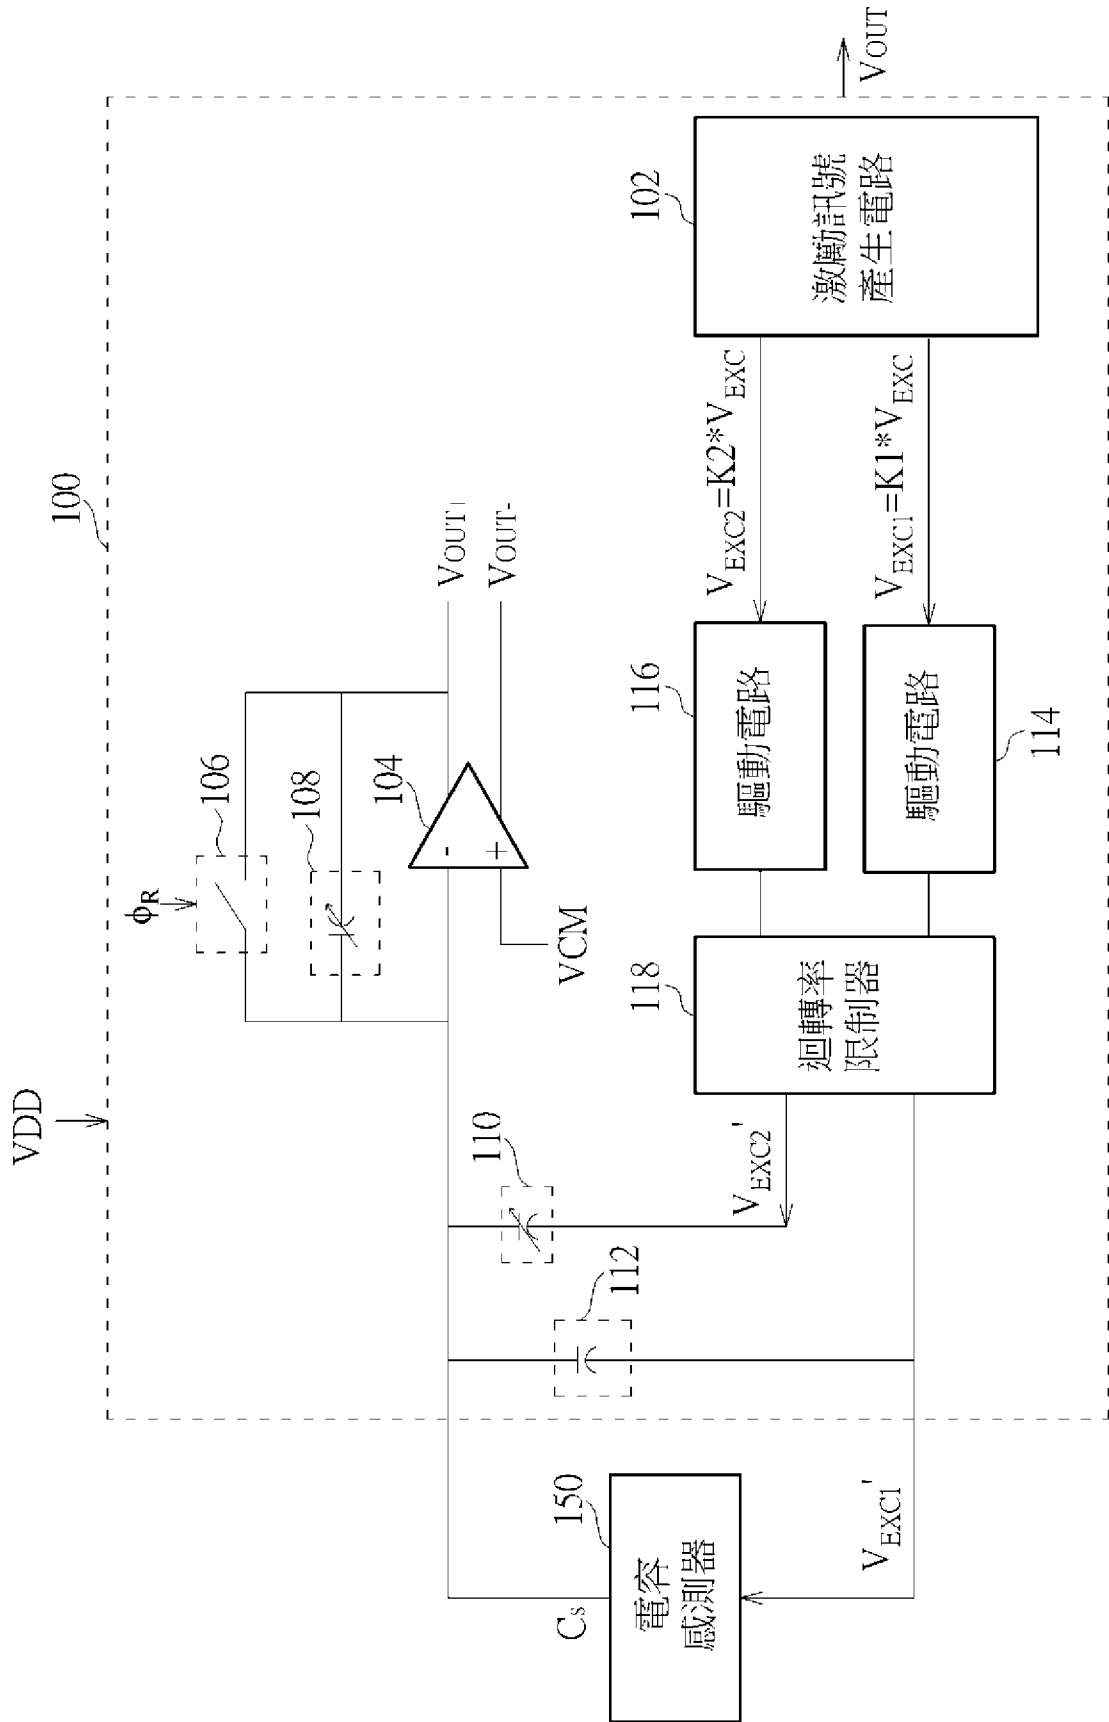 VDD
100
ϕR
106
108
104
-
+
VCM
VOUT+
VOUT-
110
112
150
Cs
電容
感測器
VEXC1'
VEXC2'
118
迴轉率
限制器
116
驅動電路
114
驅動電路
VEXC2=K2*VEXC
VEXC1=K1*VEXC
102
激勵訊號
產生電路
VOUT